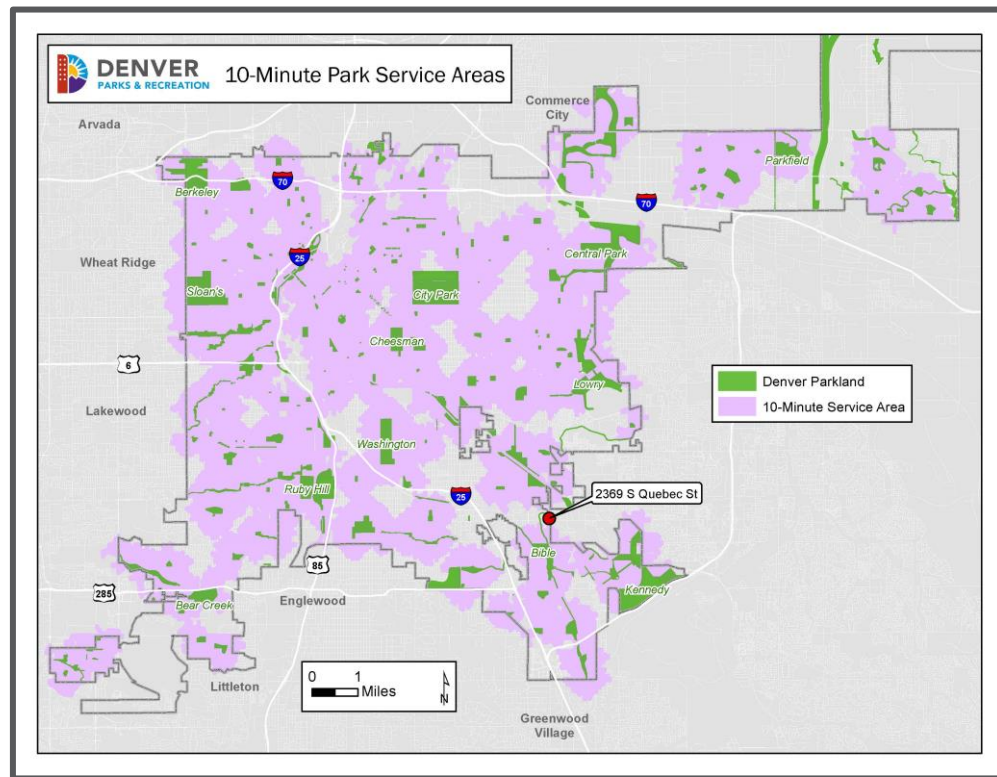 DENVER
PARKS & RECREATION
10-Minute Park Service Areas
Commerce
City
Arvada
Parkfield
Berkeley
70
70
Wheat Ridge
25
Central Park
Sloan's
City Park
Cheesman
6
Denver Parkland
10-Minute Service Area
Lowry
Lakewood
Washington
Ruby Hill
25
2369 S Quebec St
Bible
85
Kennedy
285
Bear Creek
Englewood
0 1
Miles
N
Littleton
Greenwood
Village